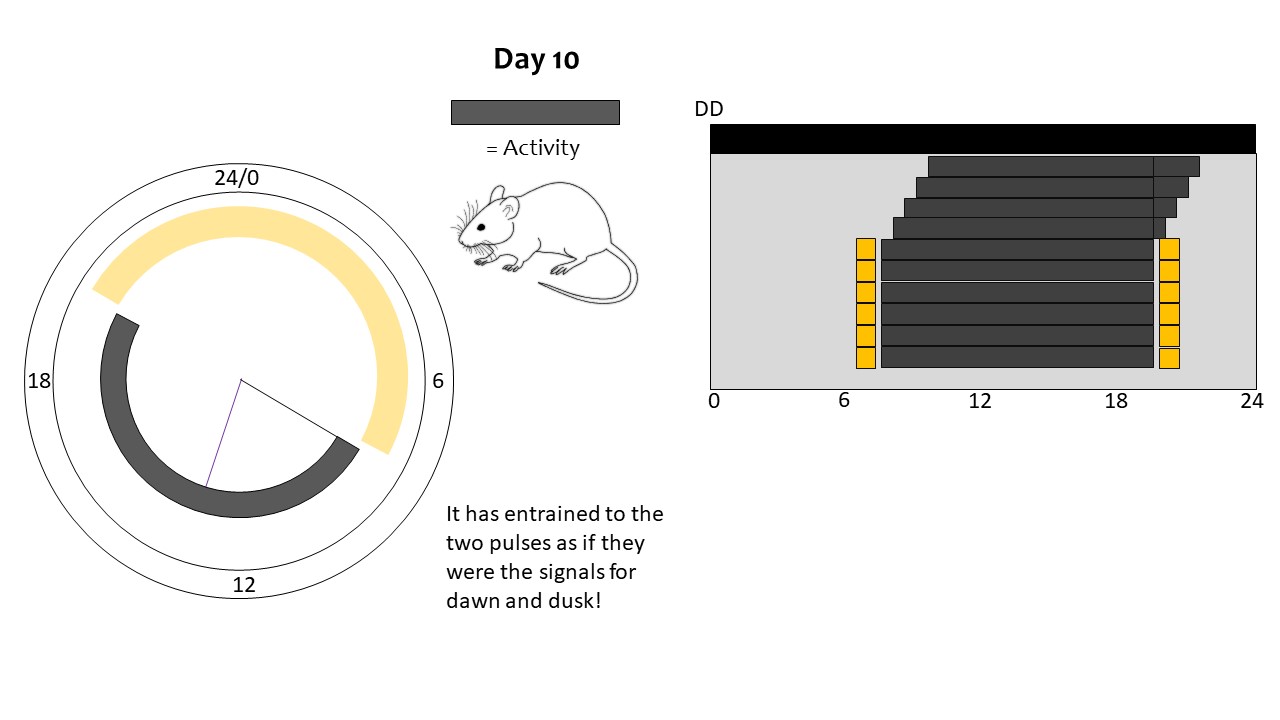 Day 10
= Activity
24/0
6
12
18
It has entrained to the
two pulses as if they
were the signals for
dawn and dusk!
DD
0 6 12 18 24